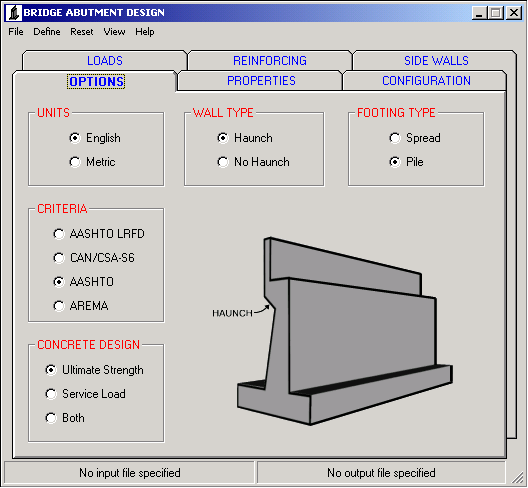 BRIDGE ABUTMENT DESIGN
File Define Reset View Help
LOADS REINFORCING SIDE WALLS
OPTIONS PROPERTIES CONFIGURATION
UNITS
English
Metric
WALL TYPE
Haunch
No Haunch
FOOTING TYPE
Spread
Pile
CRITERIA
AASHTO LRFD
CAN/CSA-S6
AASHTO
AREMA
HAUNCH
CONCRETE DESIGN
Ultimate Strength
Service Load
Both
No input file specified No output file specified